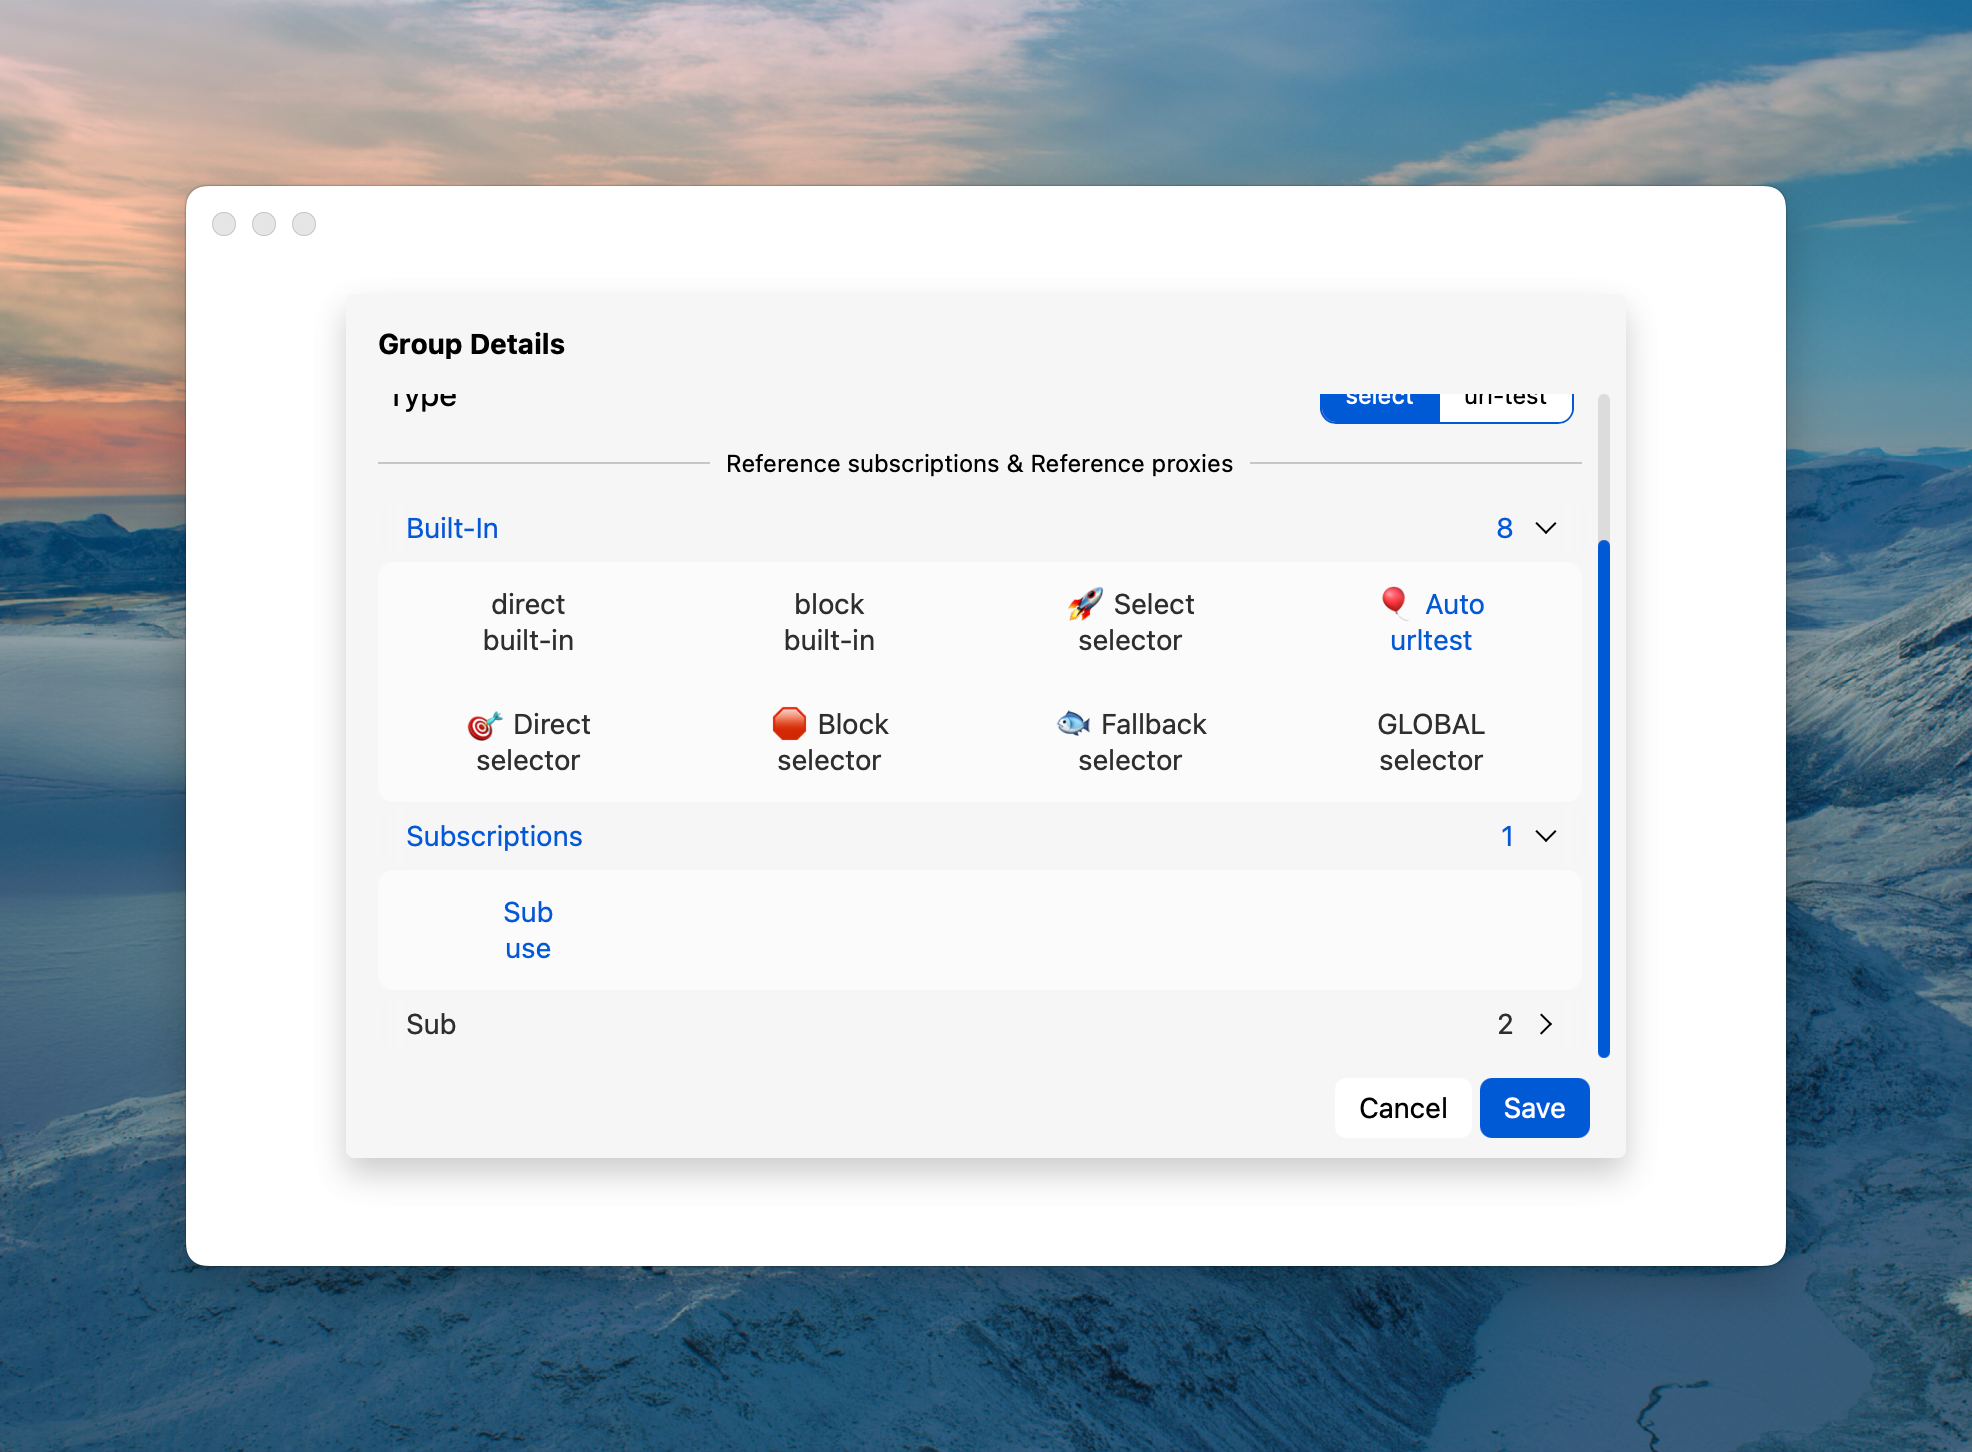 Group Details
Type
select url-test
Reference subscriptions & Reference proxies
Built-In 8
direct
built-in
block
built-in
🚀 Select
selector
🎈 Auto
urltest
🎯 Direct
selector
🛑 Block
selector
🐟 Fallback
selector
GLOBAL
selector
Subscriptions 1
Sub
use
Sub 2
Cancel Save